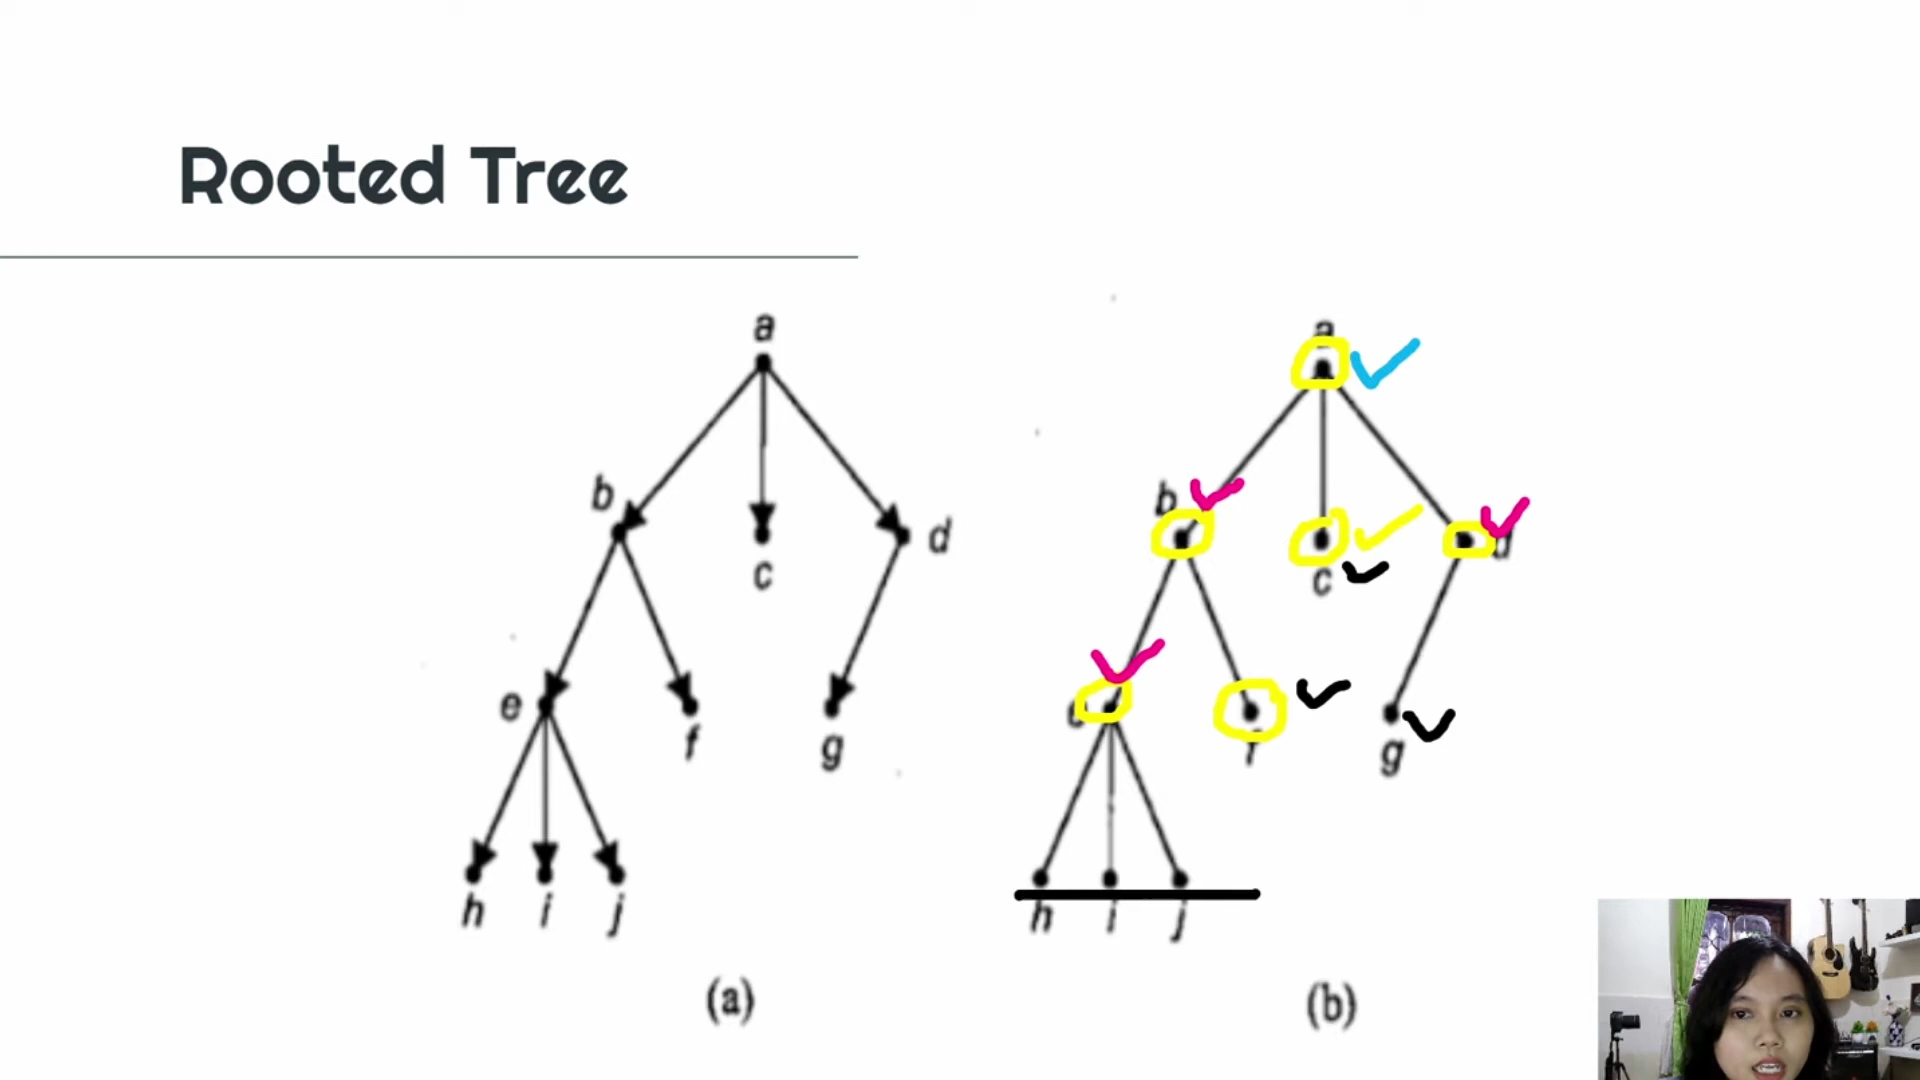 Rooted Tree
a a
b b
c d c
e f g g
h i j h i j
(a) (b)